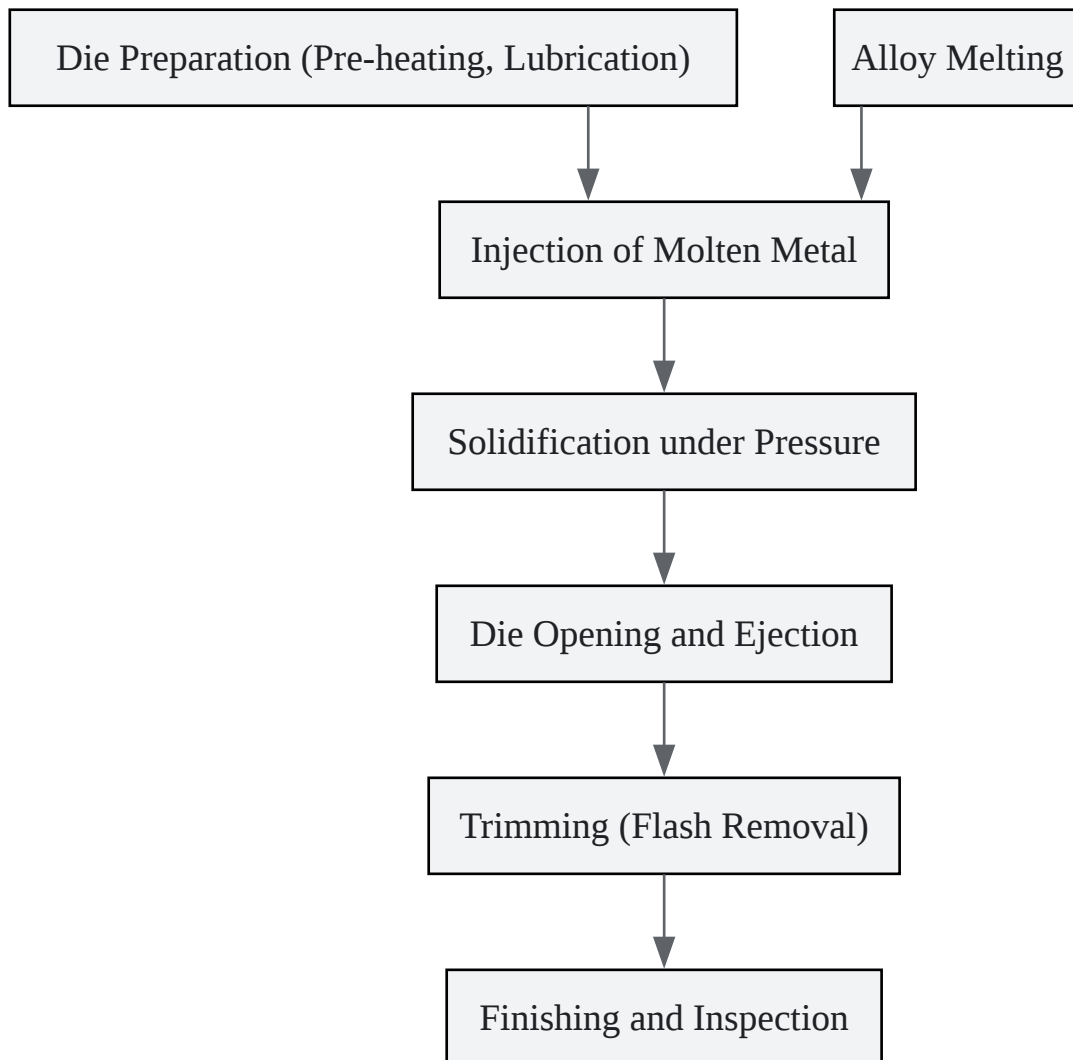 Die Preparation (Pre-heating, Lubrication)
Alloy Melting
Injection of Molten Metal
Solidification under Pressure
Die Opening and Ejection
Trimming (Flash Removal)
Finishing and Inspection